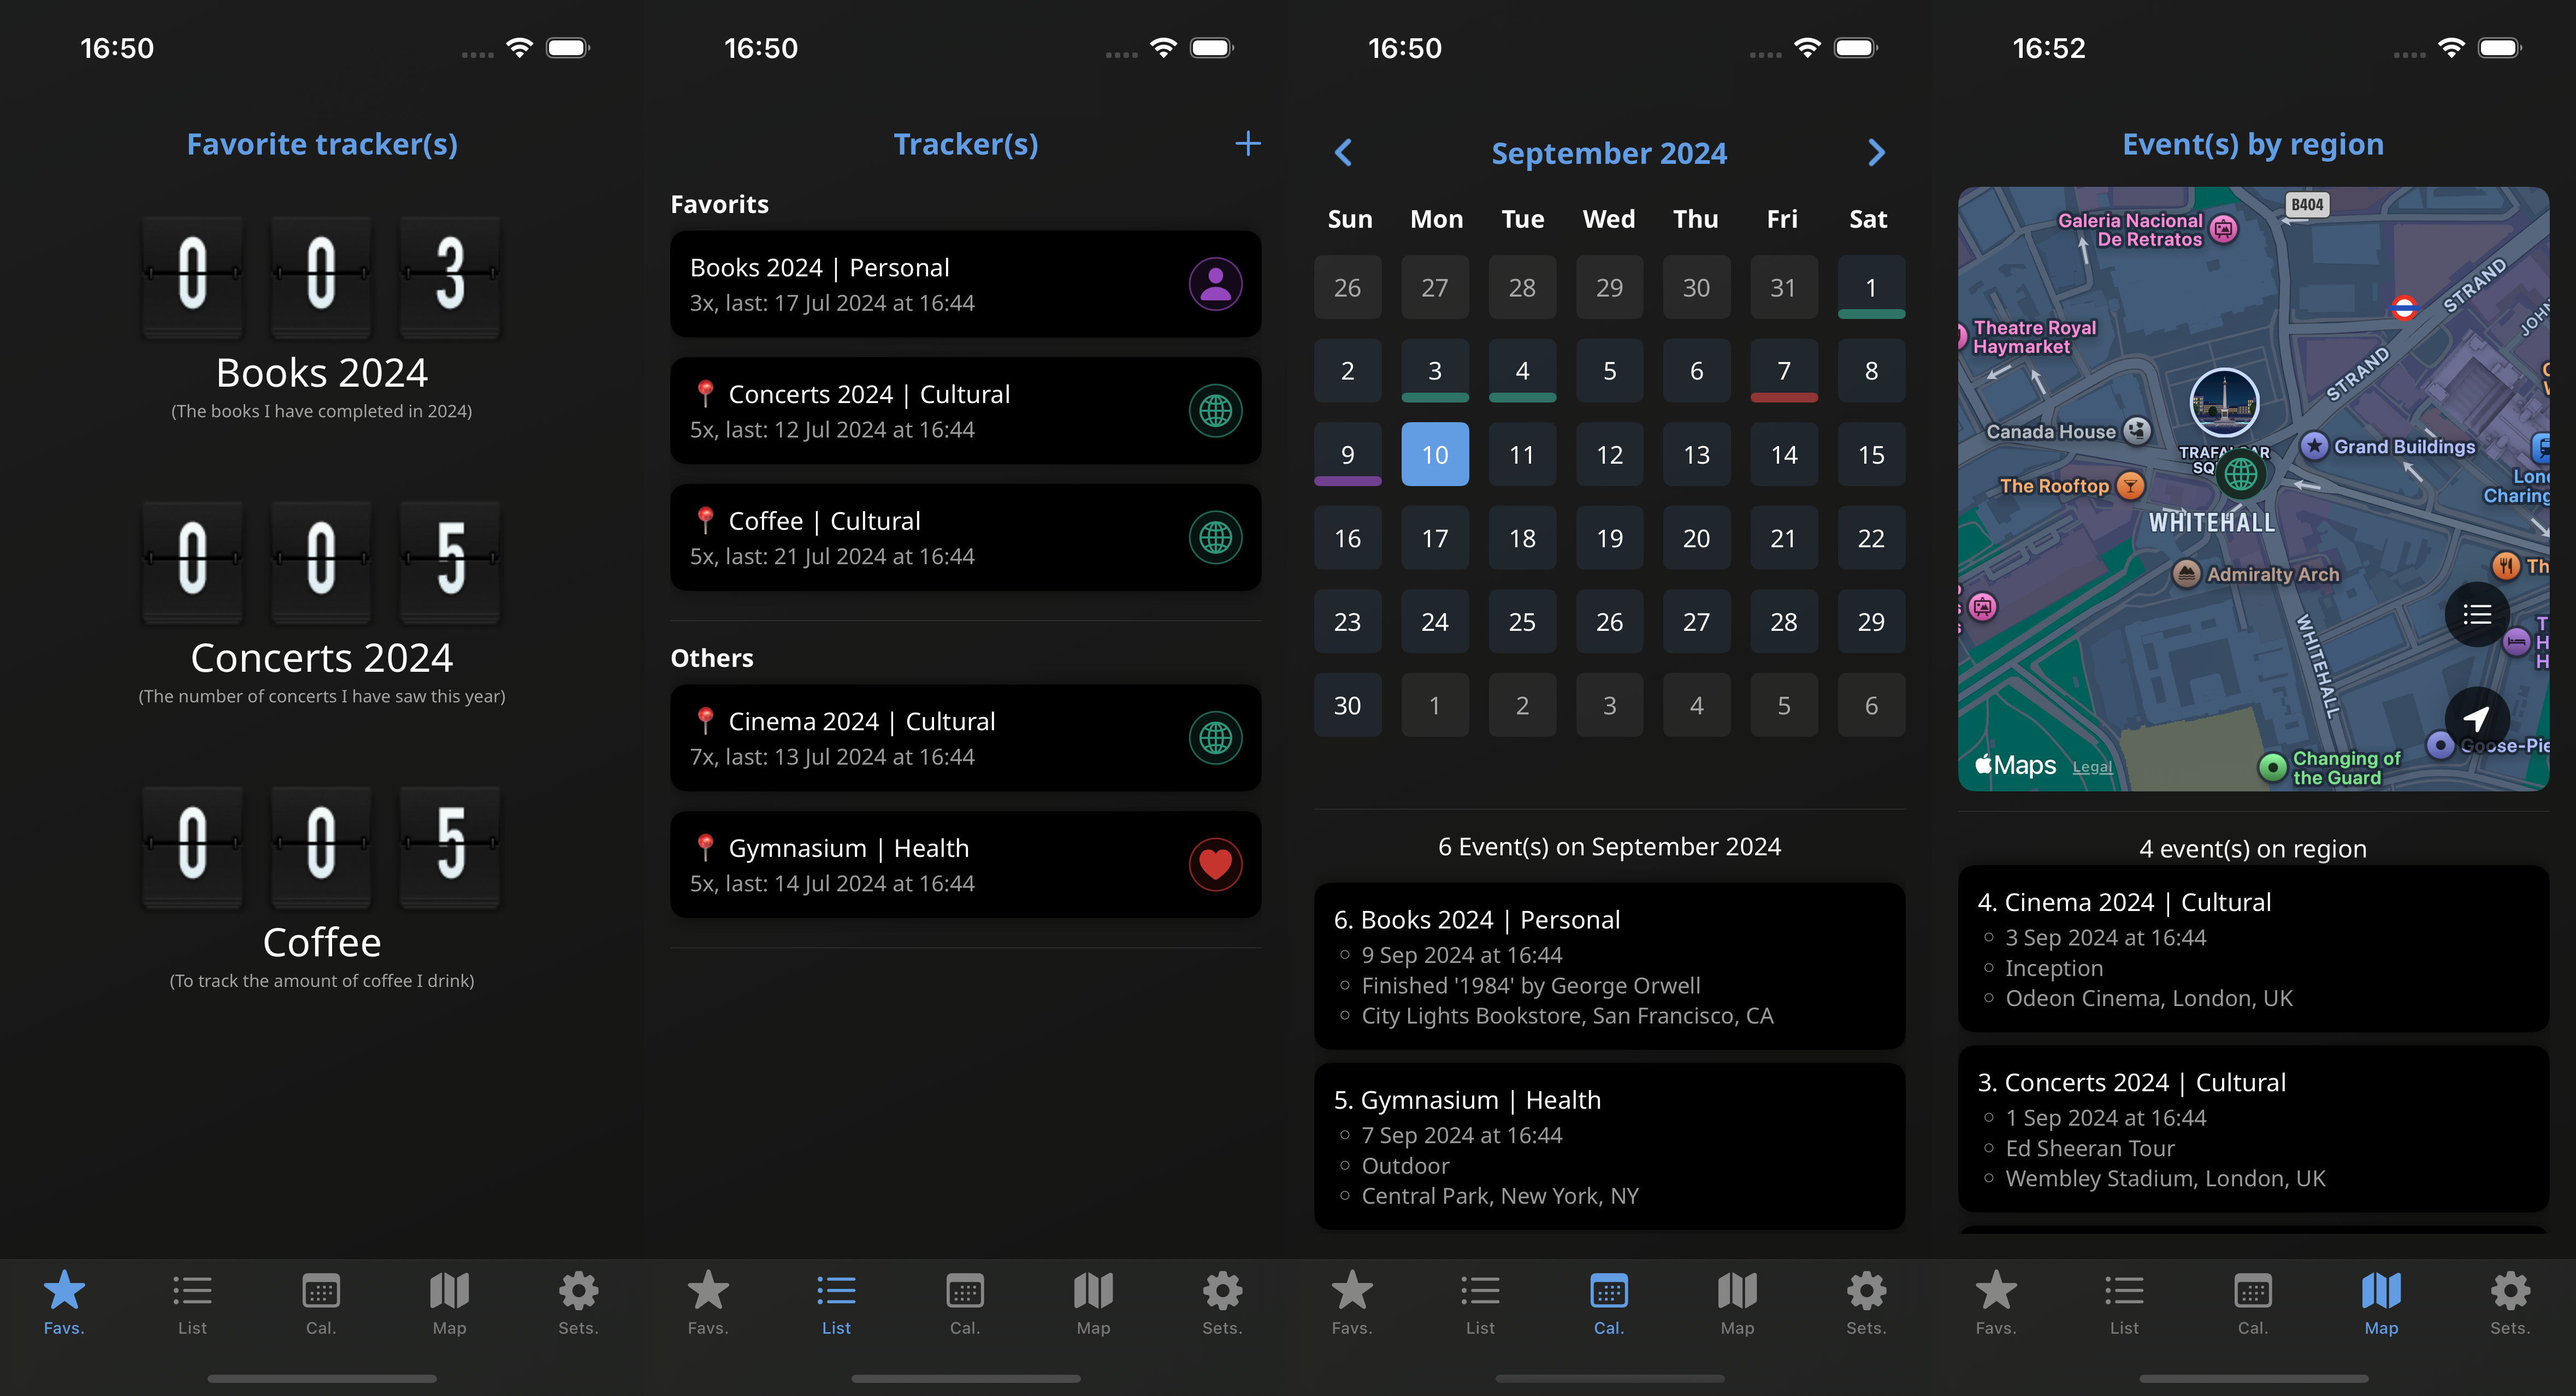 16:50
Favorite tracker(s)
0 0 3
Books 2024
(The books I have completed in 2024)
0 0 5
Concerts 2024
(The number of concerts I have saw this year)
0 0 5
Coffee
(To track the amount of coffee I drink)
Favs. List Cal. Map Sets.
16:50
Tracker(s)
Favorits
Books 2024 | Personal
3x, last: 17 Jul 2024 at 16:44
Concerts 2024 | Cultural
5x, last: 12 Jul 2024 at 16:44
Coffee | Cultural
5x, last: 21 Jul 2024 at 16:44
Others
Cinema 2024 | Cultural
7x, last: 13 Jul 2024 at 16:44
Gymnasium | Health
5x, last: 14 Jul 2024 at 16:44
Favs. List Cal. Map Sets.
16:50
September 2024
Sun Mon Tue Wed Thu Fri Sat
26 27 28 29 30 31 1
2 3 4 5 6 7 8
9 10 11 12 13 14 15
16 17 18 19 20 21 22
23 24 25 26 27 28 29
30 1 2 3 4 5 6
6 Event(s) on September 2024
6. Books 2024 | Personal
9 Sep 2024 at 16:44
Finished '1984' by George Orwell
City Lights Bookstore, San Francisco, CA
5. Gymnasium | Health
7 Sep 2024 at 16:44
Outdoor
Central Park, New York, NY
Favs. List Cal. Map Sets.
16:52
Event(s) by region
B404
Galeria Nacional
De Retratos
STRAND
Theatre Royal
Haymarket
STRAND
Canada House
Grand Buildings
The Rooftop
Charing
WHITEHALL
Admiralty Arch
WHITEHALL
Maps
Legal
Changing of
the Guard
4 event(s) on region
4. Cinema 2024 | Cultural
3 Sep 2024 at 16:44
Inception
Odeon Cinema, London, UK
3. Concerts 2024 | Cultural
1 Sep 2024 at 16:44
Ed Sheeran Tour
Wembley Stadium, London, UK
Favs. List Cal. Map Sets.